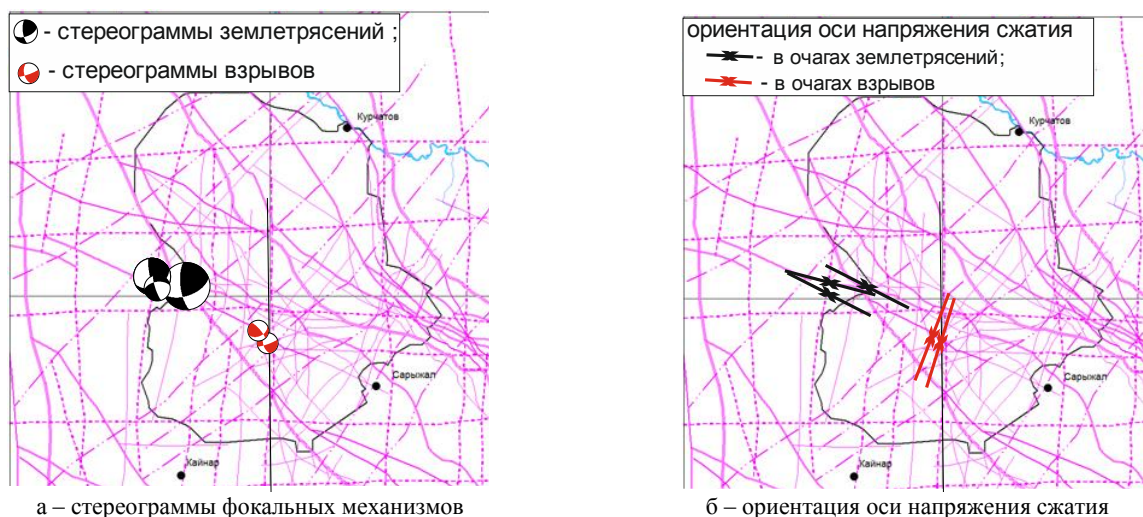 - стереограммы землетрясений ;
- стереограммы взрывов
Курчатов
Сарыжал
Кайнар
а – стереограммы фокальных механизмов
ориентация оси напряжения сжатия
- в очагах землетрясений;
- в очагах взрывов
Курчатов
Сарыжал
Кайнар
б – ориентация оси напряжения сжатия